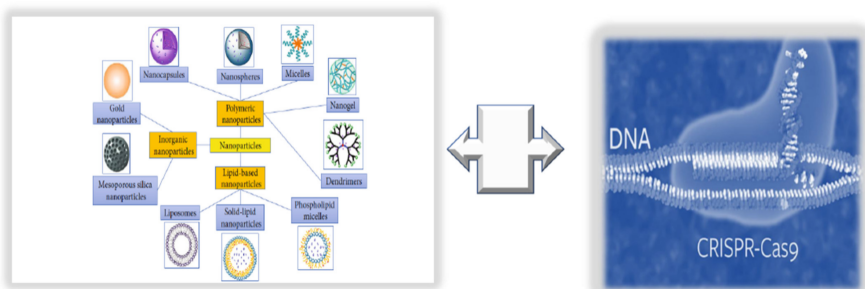 Nanocapsules
Nanospheres
Micelles
Gold
nanoparticles
Polymeric
nanoparticles
Nanogel
Inorganic
nanoparticles
Nanoparticles
Mesoporous silica
nanoparticles
Lipid-based
nanoparticles
Dendrimers
Liposomes
Solid-lipid
nanoparticles
Phospholipid
micelles
DNA
CRISPR-Cas9